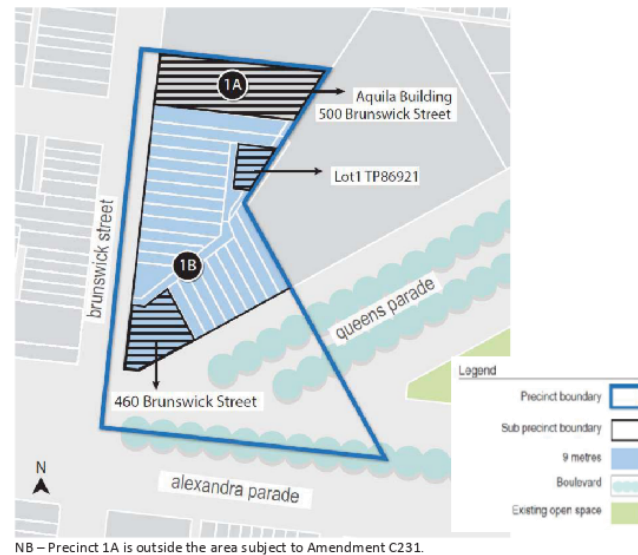 1A
Aquila Building
500 Brunswick Street
Lot1 TP86921
brunswick street
1B
queens parade
460 Brunswick Street
Legend
Precinct boundary
Sub precinct boundary
9 metres
Boulevard
Existing open space
N
alexandra parade
NB – Precinct 1A is outside the area subject to Amendment C231.